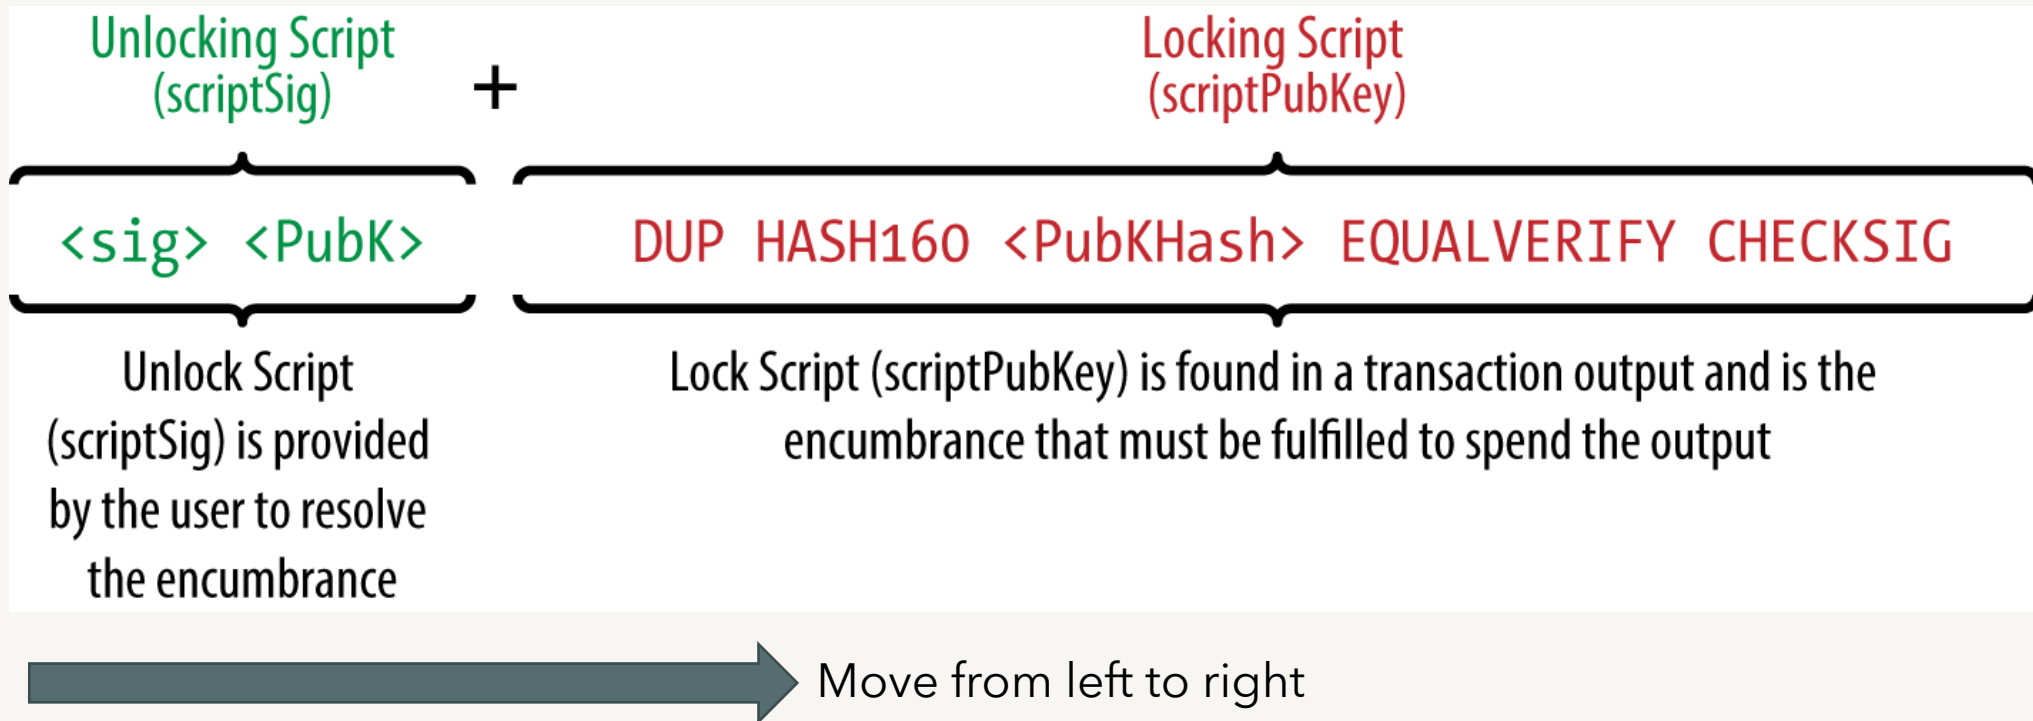 Unlocking Script
(scriptSig)
+
Locking Script
(scriptPubKey)
<sig> <PubK>
DUP HASH160 <PubKHash> EQUALVERIFY CHECKSIG
Unlock Script
(scriptSig) is provided
by the user to resolve
the encumbrance
Lock Script (scriptPubKey) is found in a transaction output and is the
encumbrance that must be fulfilled to spend the output
Move from left to right